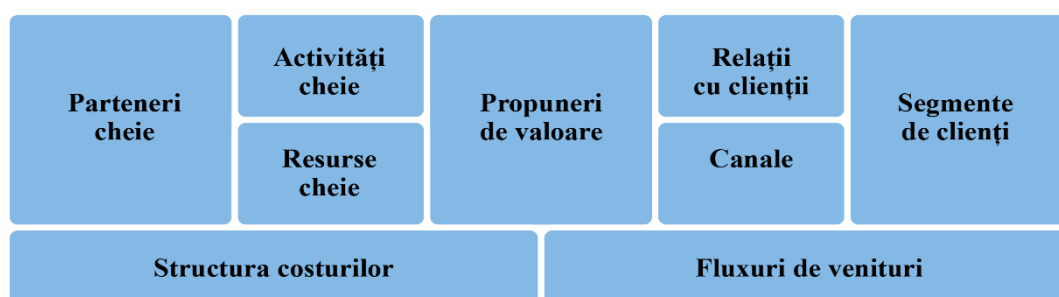 Parteneri
cheie
Activități
cheie
Resurse
cheie
Propuneri
de valoare
Relații
cu clienții
Canale
Segmente
de clienți
Structura costurilor
Fluxuri de venituri